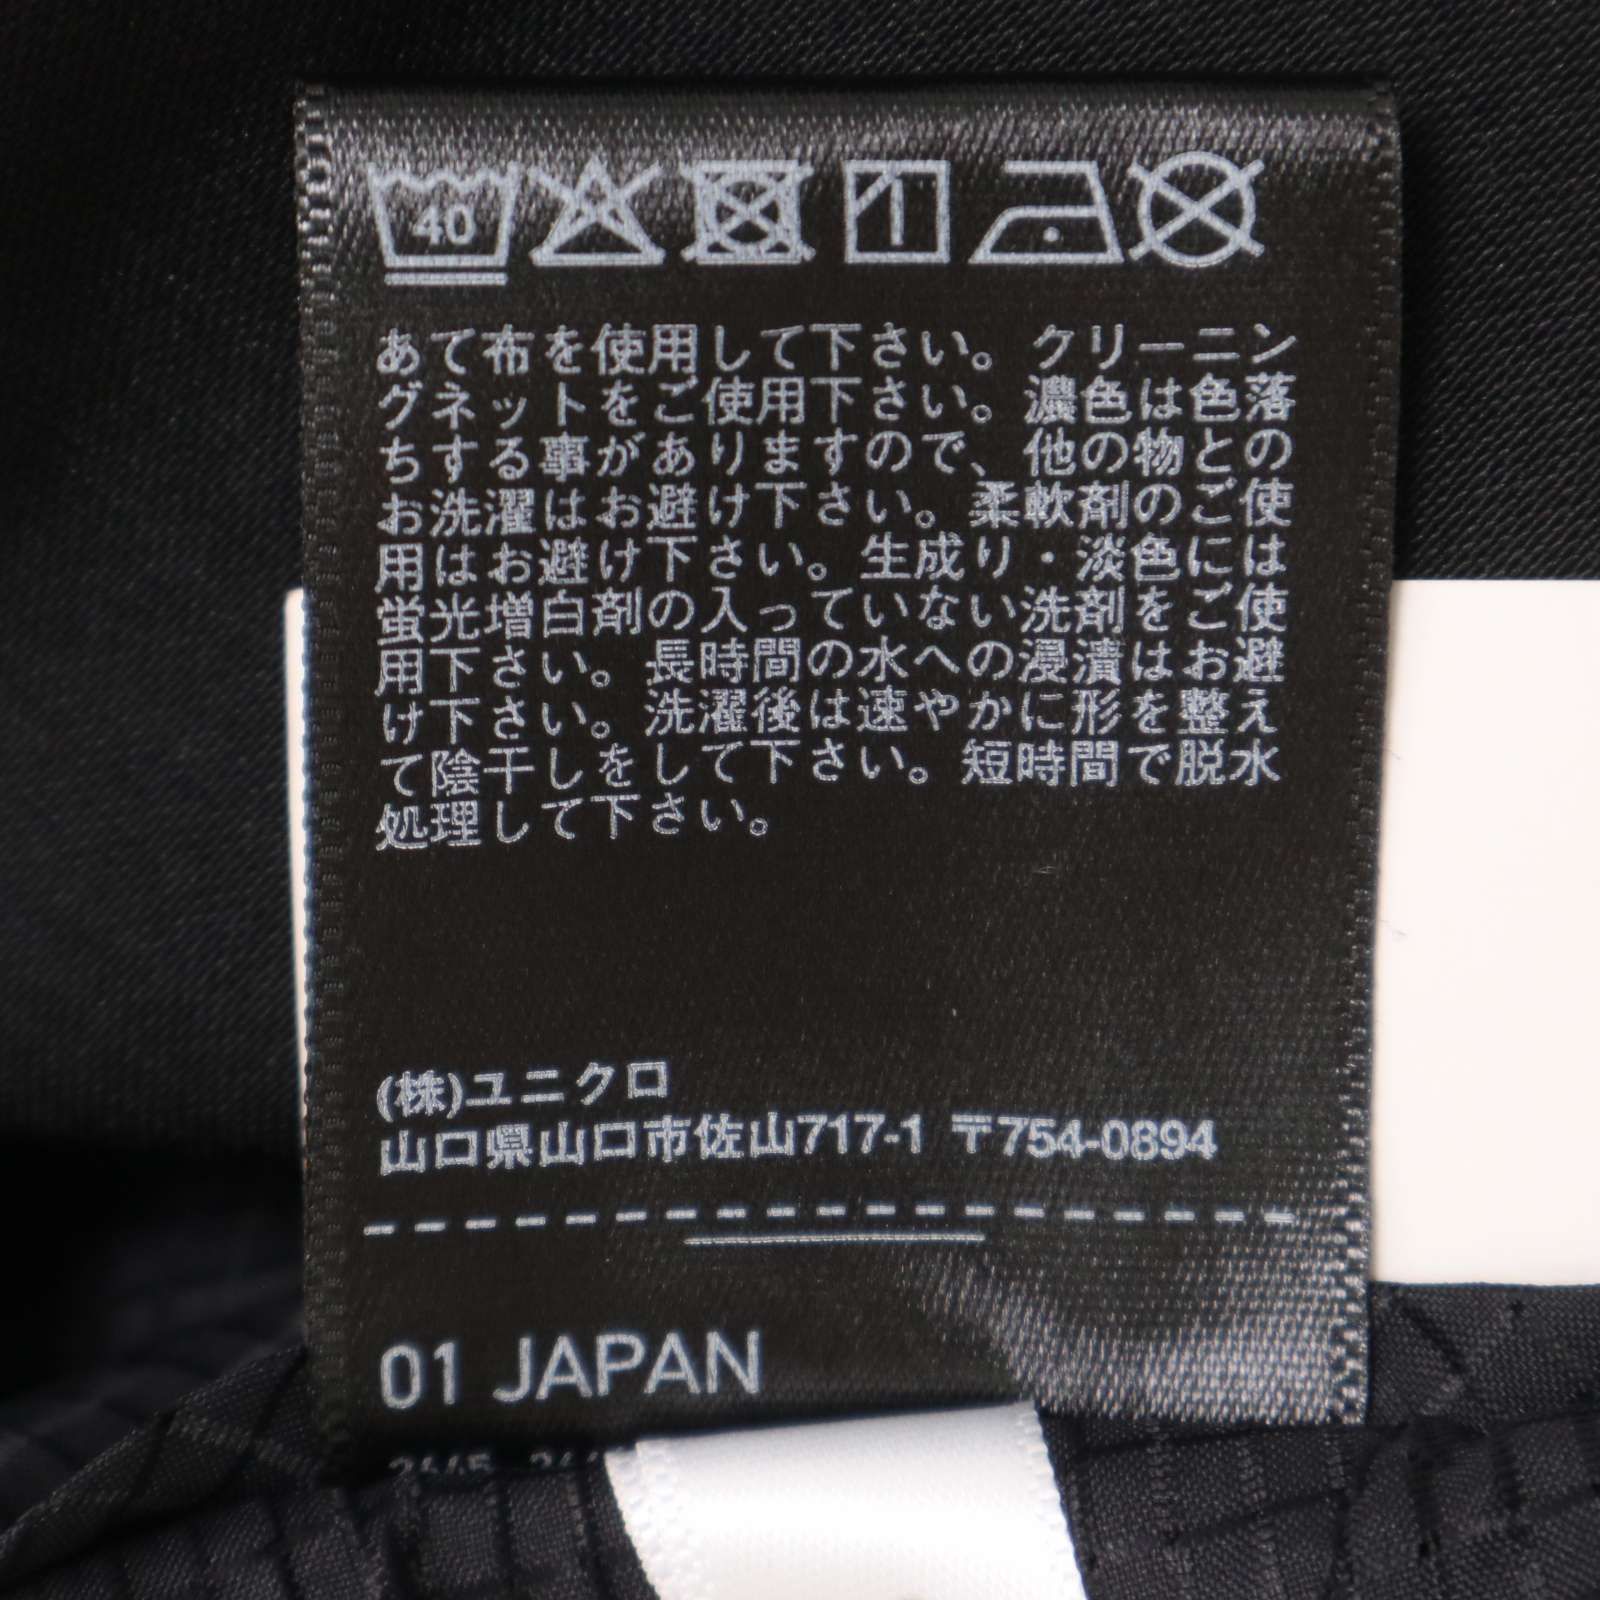 40
あて布を使用して下さい。クリーニン
グネットをご使用下さい。濃色は色落
ちする事がありますので、他の物との
お洗濯はお避け下さい。柔軟剤のご使
用はお避け下さい。生成り・淡色には
蛍光増白剤の入っていない洗剤をご使
用下さい。長時間の水への浸漬はお避
け下さい。洗濯後は速やかに形を整え
て陰干しをして下さい。短時間で脱水
処理して下さい。
(株)ユニクロ
山口県山口市佐山717-1 〒754-0894
01 JAPAN